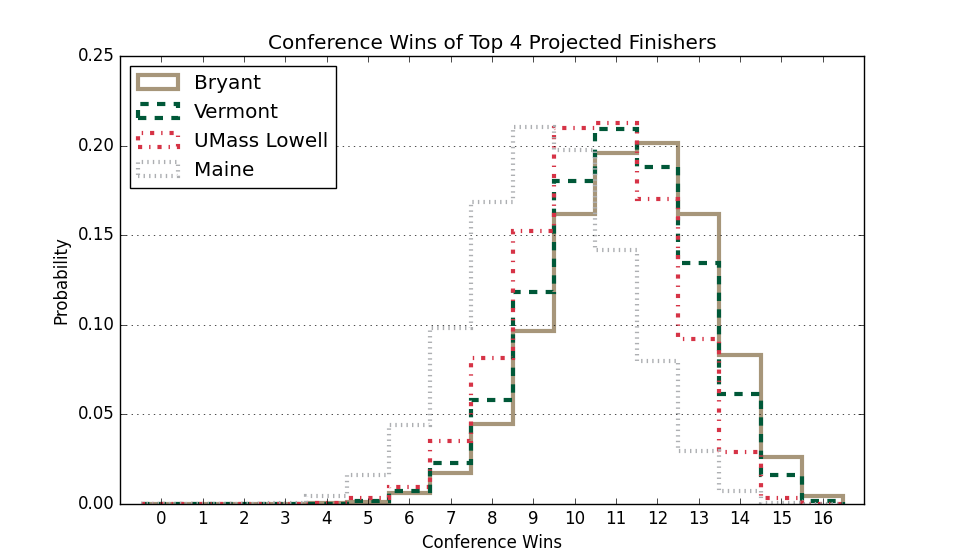 Conference Wins of Top 4 Projected Finishers
0.25
0.20
0.15
0.10
0.05
0.00
Probability
Bryant
Vermont
UMass Lowell
Maine
0 1 2 3 4 5 6 7 8 9 10 11 12 13 14 15 16
Conference Wins